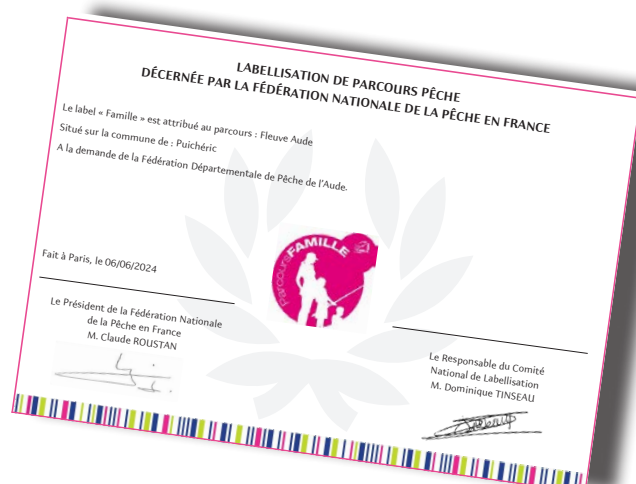 LABELLISATION DE PARCOURS PÊCHE
DÉCERNÉE PAR LA FÉDÉRATION NATIONALE DE LA PÊCHE EN FRANCE
Le label « Famille » est attribué au parcours : Fleuve Aude
Situé sur la commune de : Puichéric
A la demande de la Fédération Départementale de Pêche de l'Aude.
Parcours FAMILLE
Fait à Paris, le 06/06/2024
Le Président de la Fédération Nationale
de la Pêche en France
M. Claude ROUSTAN
Le Responsable du Comité
National de Labellisation
M. Dominique TINSEAU